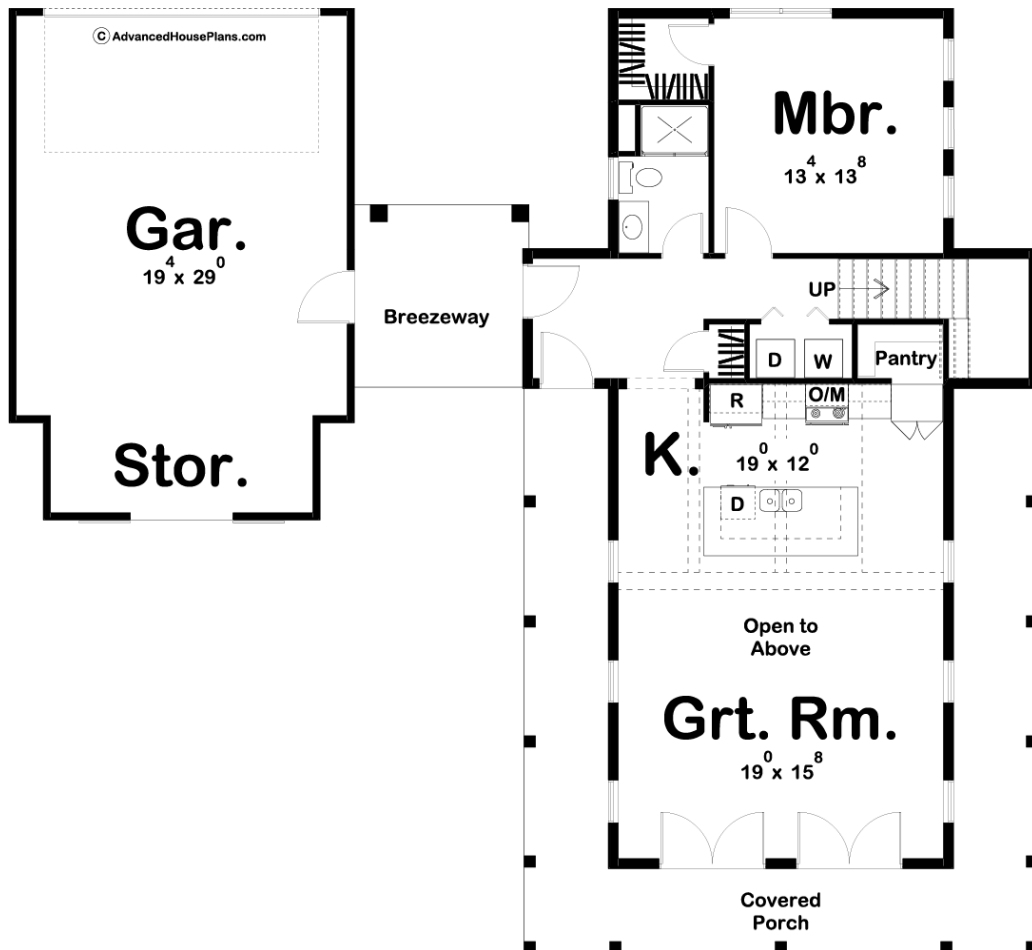 © AdvancedHousePlans.com
Gar.
19⁴ x 29⁰
Stor.
Breezeway
Mbr.
13⁴ x 13⁸
UP
D
W
Pantry
R
O/M
K.
19⁰ x 12⁰
D
Open to
Above
Grt. Rm.
19⁰ x 15⁸
Covered
Porch